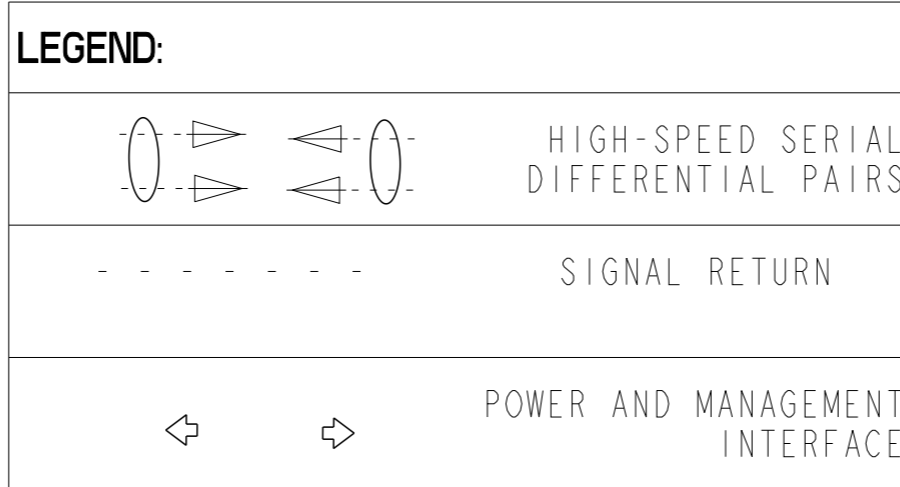 LEGEND:
HIGH-SPEED SERIAL
DIFFERENTIAL PAIRS
SIGNAL RETURN
POWER AND MANAGEMENT
INTERFACE